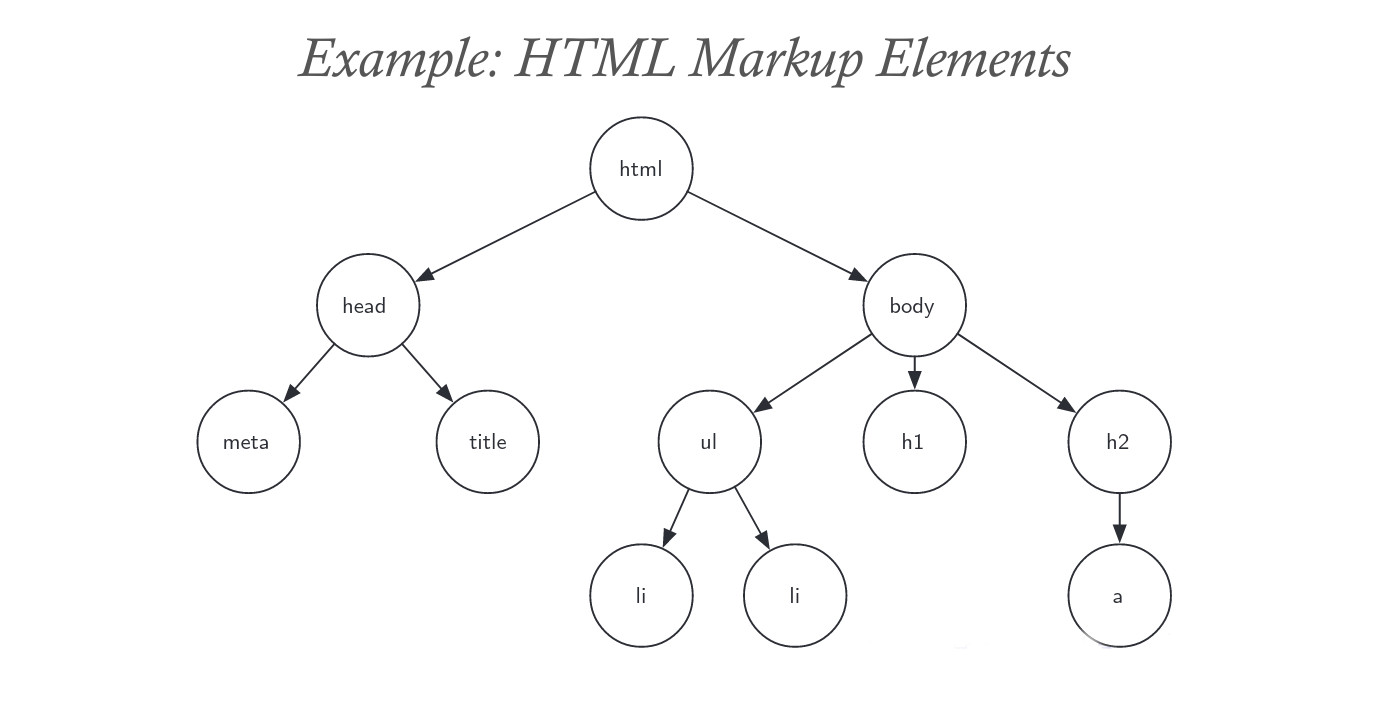 Example: HTML Markup Elements
html
head
body
meta
title
ul
h1
h2
li
li
a